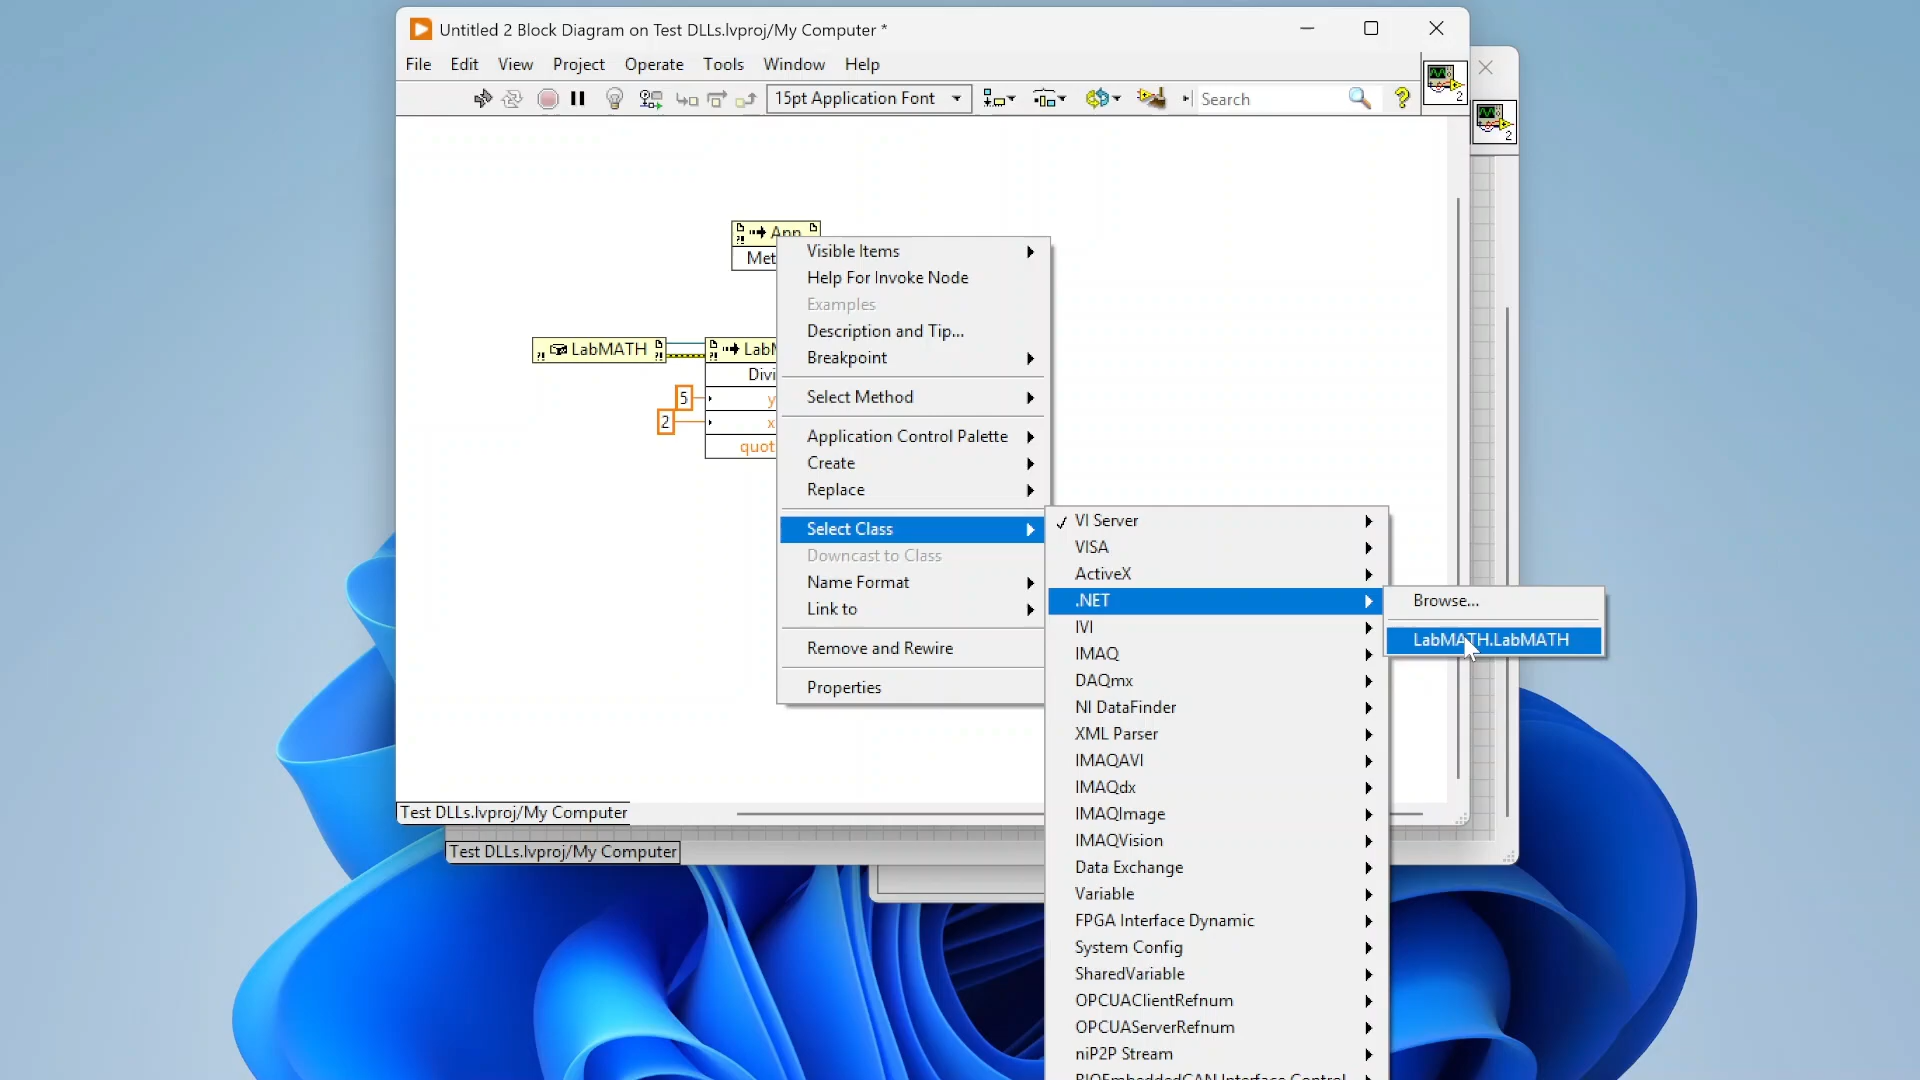 Untitled 2 Block Diagram on Test DLLs.lvproj/My Computer *
File Edit View Project Operate Tools Window Help
15pt Application Font
Search
?
2
2
App
Met
LabMATH
LabM
Divi
5
y
2
x
quot
Visible Items
Help For Invoke Node
Examples
Description and Tip...
Breakpoint
Select Method
Application Control Palette
Create
Replace
Select Class
Downcast to Class
Name Format
Link to
Remove and Rewire
Properties
VI Server
VISA
ActiveX
.NET
IVI
IMAQ
DAQmx
NI DataFinder
XML Parser
IMAQAVI
IMAQdx
IMAQImage
IMAQVision
Data Exchange
Variable
FPGA Interface Dynamic
System Config
SharedVariable
OPCUAClientRefnum
OPCUAServerRefnum
niP2P Stream
Browse...
LabMATH.LabMATH
Test DLLs.lvproj/My Computer
Test DLLs.lvproj/My Computer